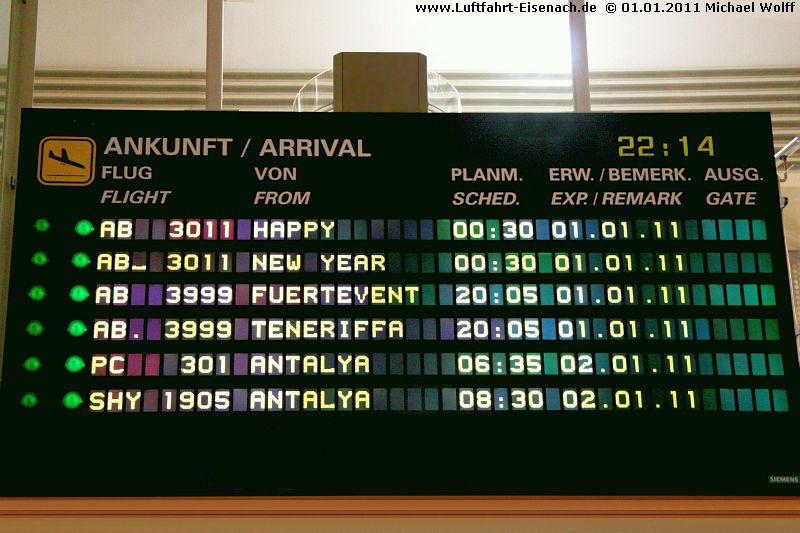 www.Luftfahrt-Eisenach.de © 01.01.2011 Michael Wolff
ANKUNFT / ARRIVAL 22:14
FLUG VON PLANM. ERW. / BEMERK. AUSG.
FLIGHT FROM SCHED. EXP. / REMARK GATE
AB 3011 HAPPY 00:30 01.01.11
AB 3011 NEW YEAR 00:30 01.01.11
AB 3999 FUERTEVENT 20:05 01.01.11
AB. 3999 TENERIFFA 20:05 01.01.11
PC 301 ANTALYA 06:35 02.01.11
SHY 1905 ANTALYA 08:30 02.01.11
SIEMENS